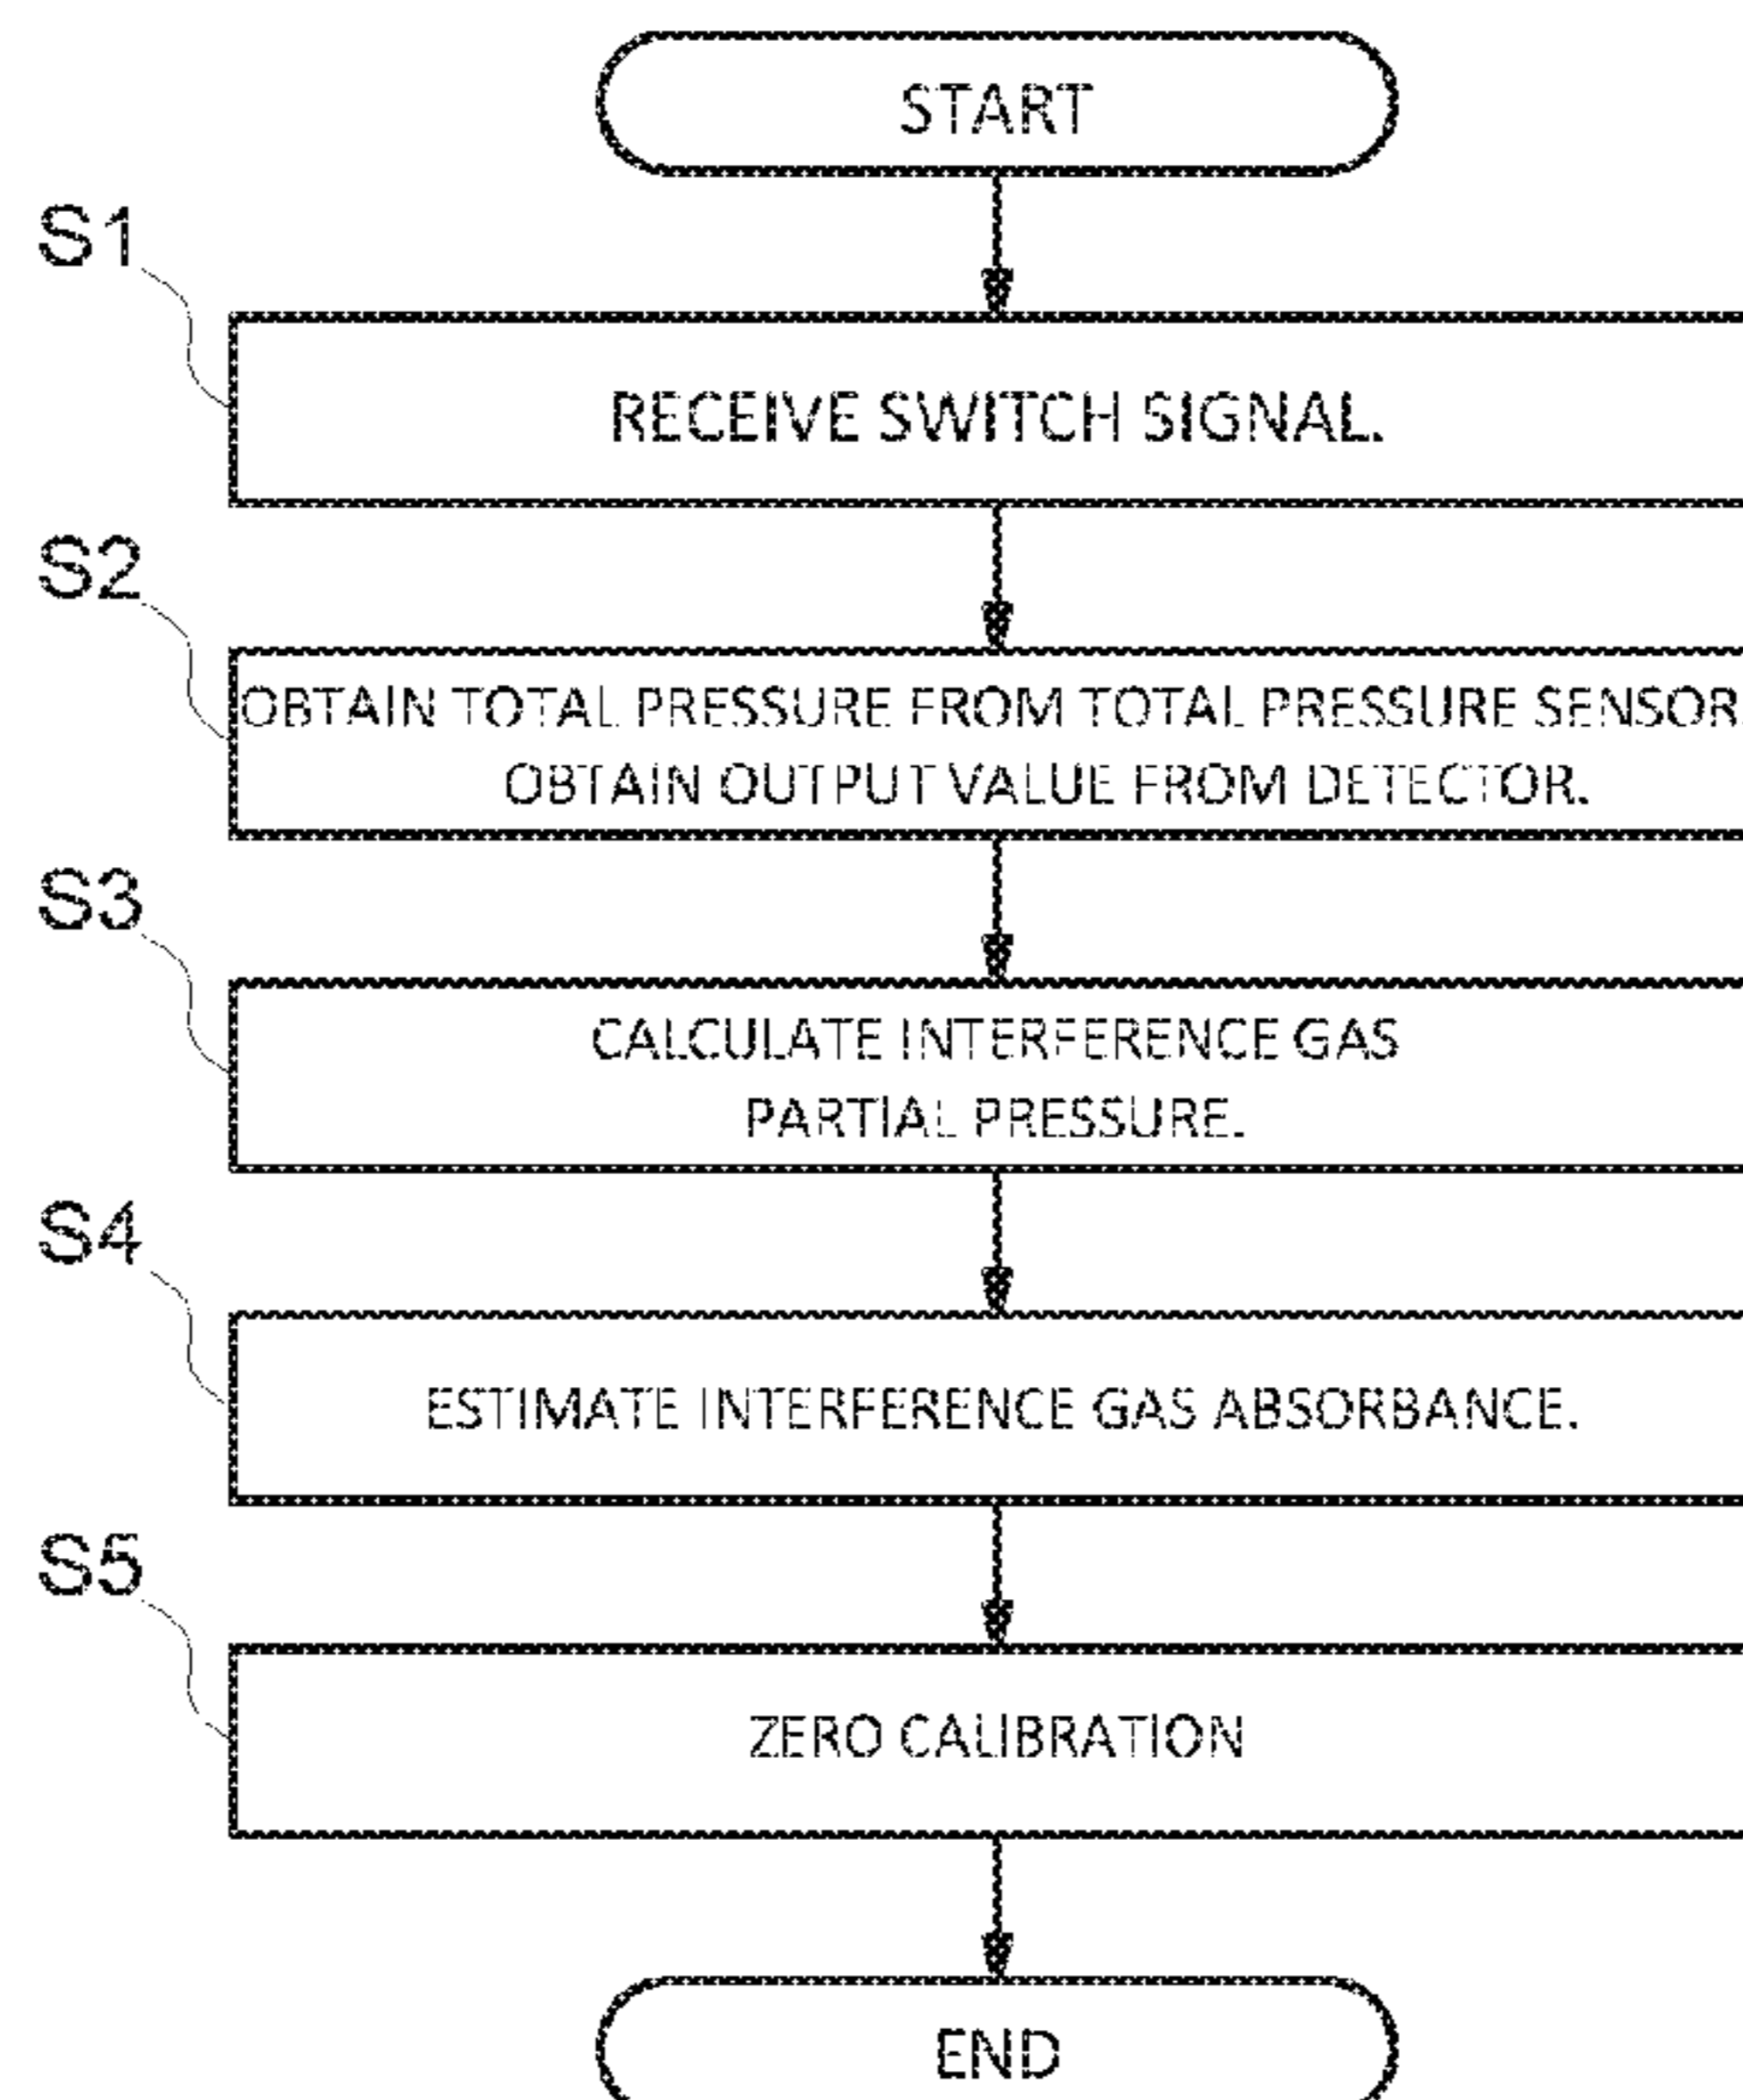 START
S1
RECEIVE SWITCH SIGNAL.
S2
OBTAIN TOTAL PRESSURE FROM TOTAL PRESSURE SENSOR.
OBTAIN OUTPUT VALUE FROM DETECTOR.
S3
CALCULATE INTERFERENCE GAS
PARTIAL PRESSURE.
S4
ESTIMATE INTERFERENCE GAS ABSORBANCE.
S5
ZERO CALIBRATION
END